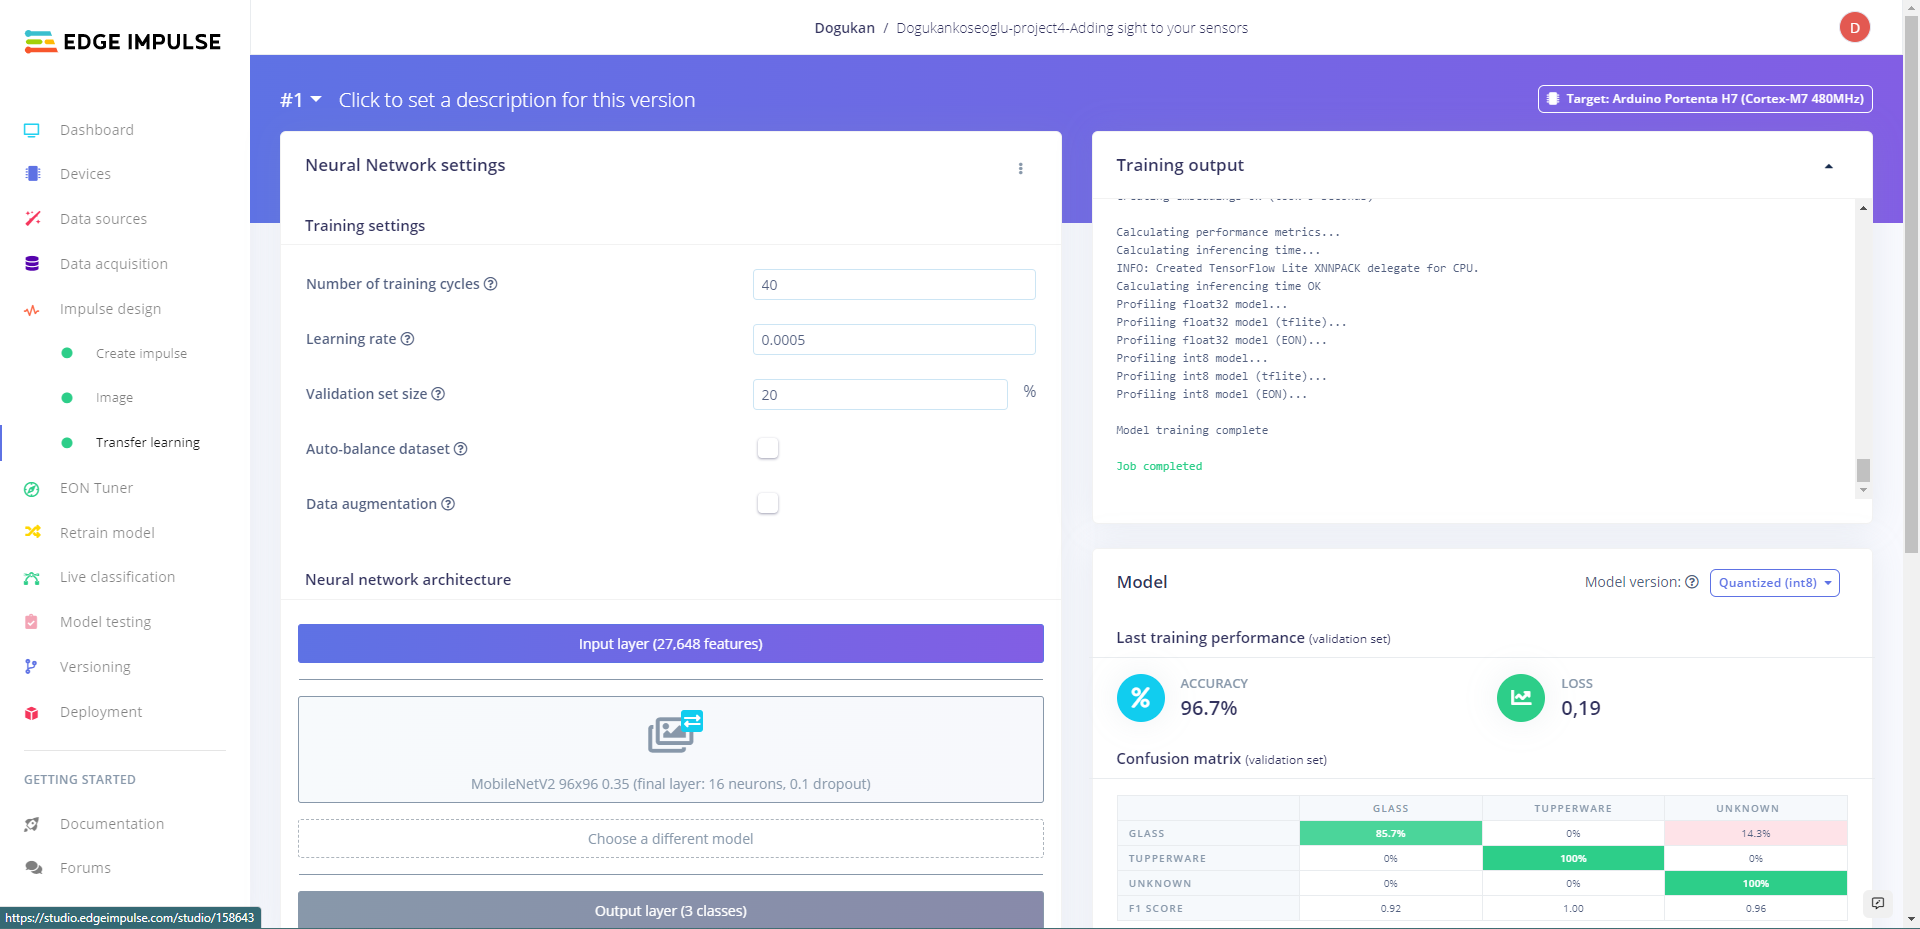 EDGE IMPULSE
Dogukan / Dogukankoseoglu-project4-Adding sight to your sensors
D
Dashboard
Devices
Data sources
Data acquisition
Impulse design
Create impulse
Image
Transfer learning
EON Tuner
Retrain model
Live classification
Model testing
Versioning
Deployment
GETTING STARTED
Documentation
Forums
https://studio.edgeimpulse.com/studio/158643
#1 Click to set a description for this version
Target: Arduino Portenta H7 (Cortex-M7 480MHz)
Neural Network settings
Training settings
Number of training cycles ? 40
Learning rate ? 0.0005
Validation set size ? 20 %
Auto-balance dataset ?
Data augmentation ?
Neural network architecture
Input layer (27,648 features)
MobileNetV2 96x96 0.35 (final layer: 16 neurons, 0.1 dropout)
Choose a different model
Output layer (3 classes)
Training output
Calculating performance metrics...
Calculating inferencing time...
INFO: Created TensorFlow Lite XNNPACK delegate for CPU.
Calculating inferencing time OK
Profiling float32 model...
Profiling float32 model (tflite)...
Profiling float32 model (EON)...
Profiling int8 model...
Profiling int8 model (tflite)...
Profiling int8 model (EON)...
Model training complete
Job completed
Model
Model version: ? Quantized (int8)
Last training performance (validation set)
% ACCURACY
96.7%
LOSS
0,19
Confusion matrix (validation set)
GLASS TUPPERWARE UNKNOWN
GLASS 85.7% 0% 14.3%
TUPPERWARE 0% 100% 0%
UNKNOWN 0% 0% 100%
F1 SCORE 0.92 1.00 0.96